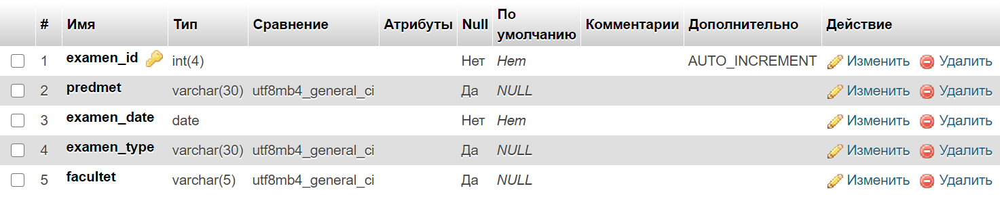 # Имя Тип Сравнение Атрибуты Null По умолчанию Комментарии Дополнительно Действие
1 examen_id int(4) Нет Нет AUTO_INCREMENT Изменить Удалить
2 predmet varchar(30) utf8mb4_general_ci Да NULL Изменить Удалить
3 examen_date date Нет Нет Изменить Удалить
4 examen_type varchar(30) utf8mb4_general_ci Да NULL Изменить Удалить
5 facultet varchar(5) utf8mb4_general_ci Да NULL Изменить Удалить